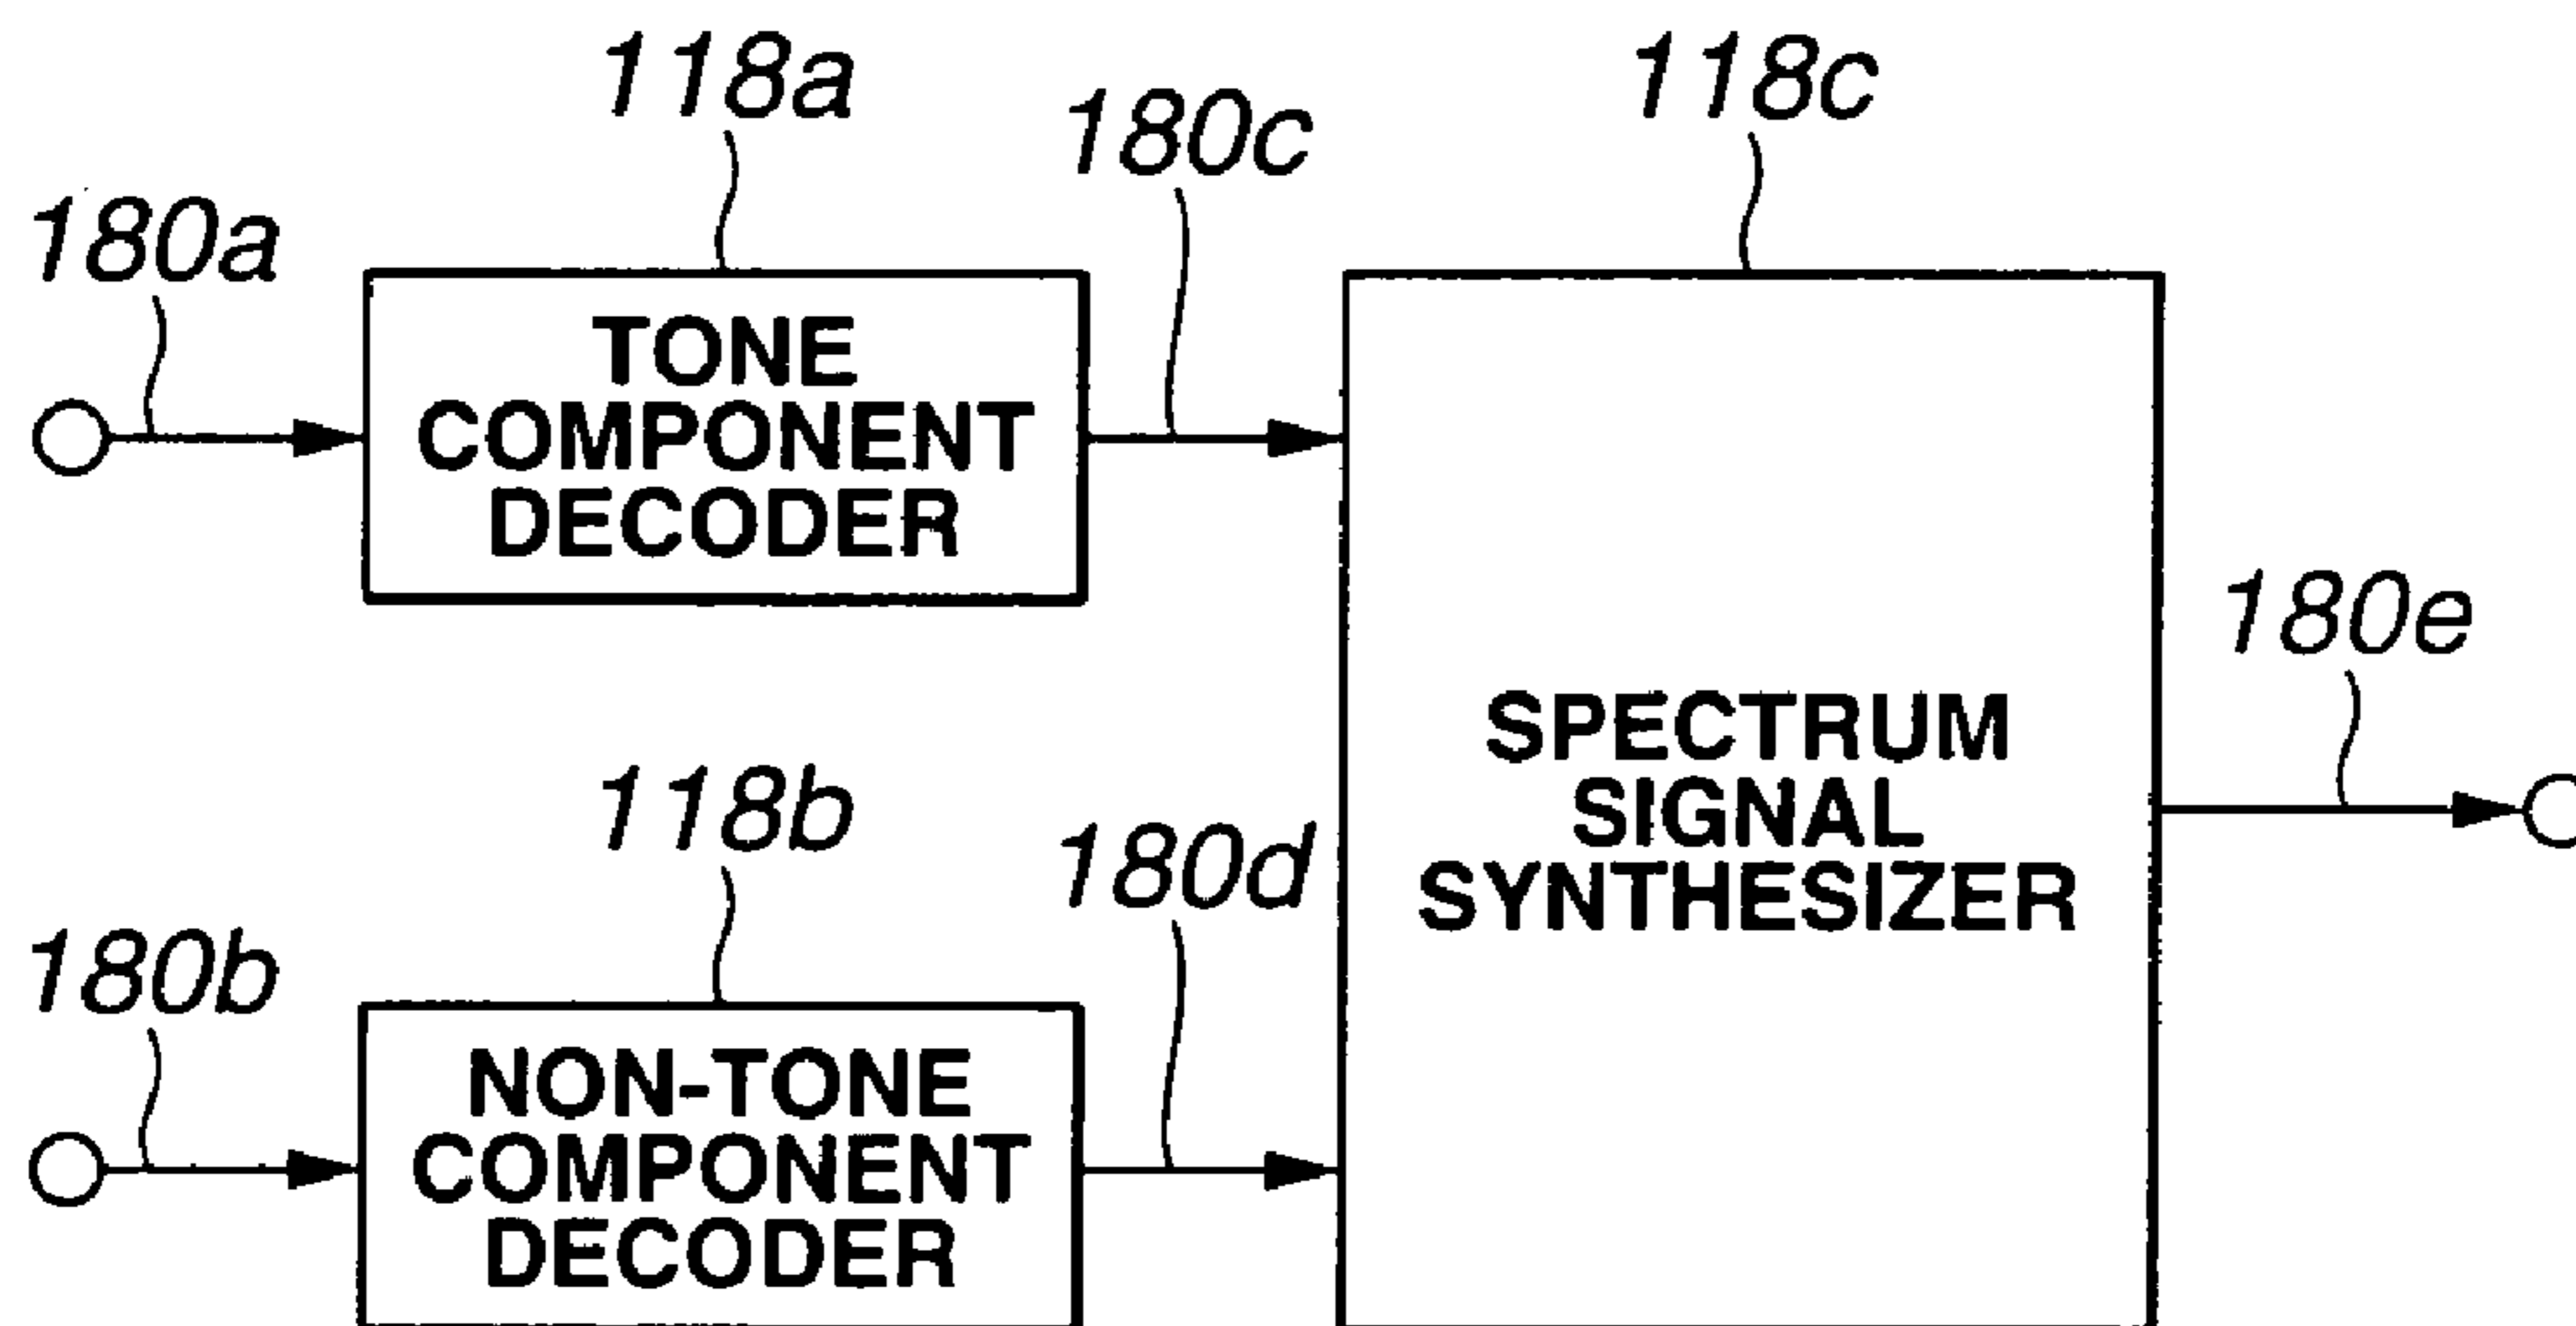 118a
118c
180c
180a
TONE
COMPONENT
DECODER
180e
SPECTRUM
SIGNAL
SYNTHESIZER
118b
180d
180b
NON-TONE
COMPONENT
DECODER